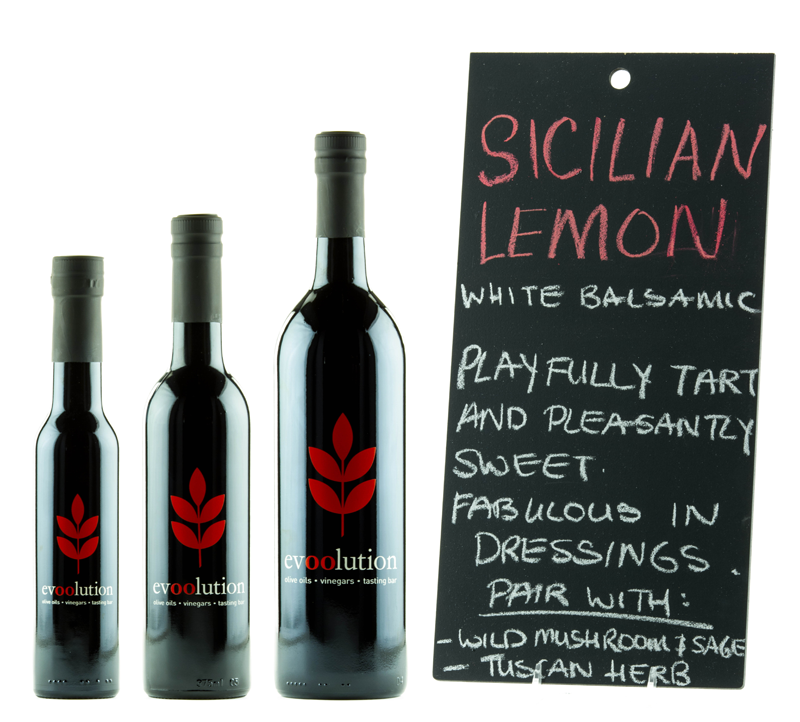 evoolution
olive oils • vinegars • tasting bar
evoolution
olive oils • vinegars • tasting bar
evoolution
olive oils • vinegars • tasting bar
SICILIAN
LEMON
WHITE BALSAMIC
PLAYFULLY TART
AND PLEASANTLY
SWEET.
FABULOUS IN
DRESSINGS.
PAIR WITH:
- WILD MUSHROOM & SAGE
- TUSCAN HERB